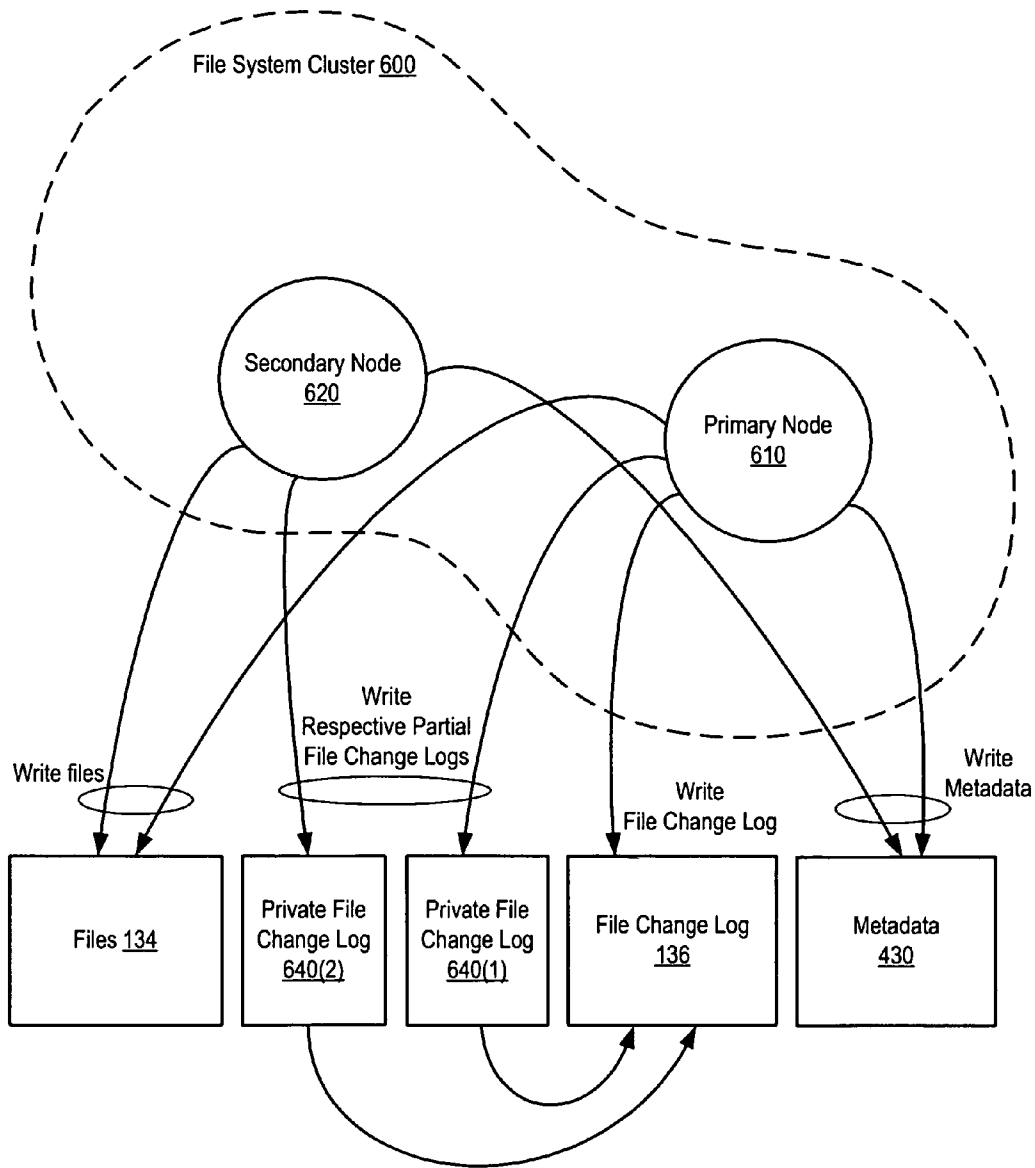 File System Cluster 600
Secondary Node
620
Primary Node
610
Write
Respective Partial
File Change Logs
Write files
Write
File Change Log
Write
Metadata
Files 134
Private File
Change Log
640(2)
Private File
Change Log
640(1)
File Change Log
136
Metadada
430